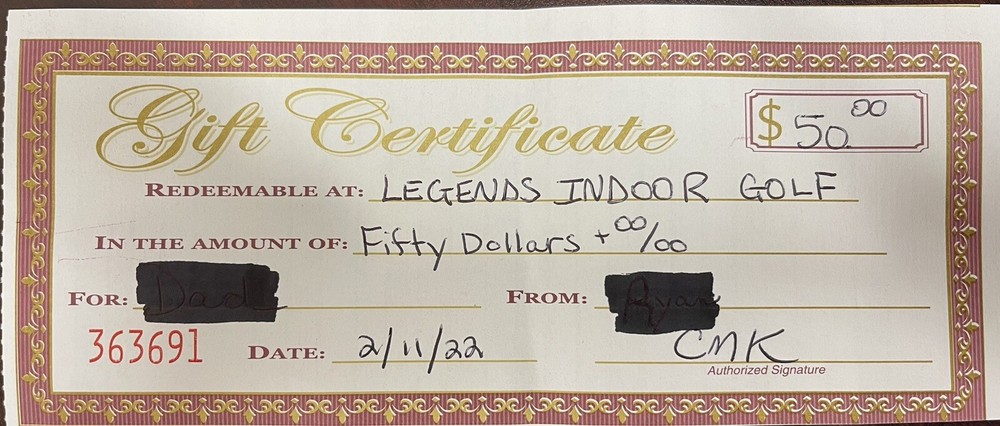 Gift Certificate
$ 50.00
REDEEMABLE AT: LEGENDS INDOOR GOLF
IN THE AMOUNT OF: Fifty Dollars + 00/00
FOR:
FROM:
363691
DATE: 2/11/22
CMK
Authorized Signature